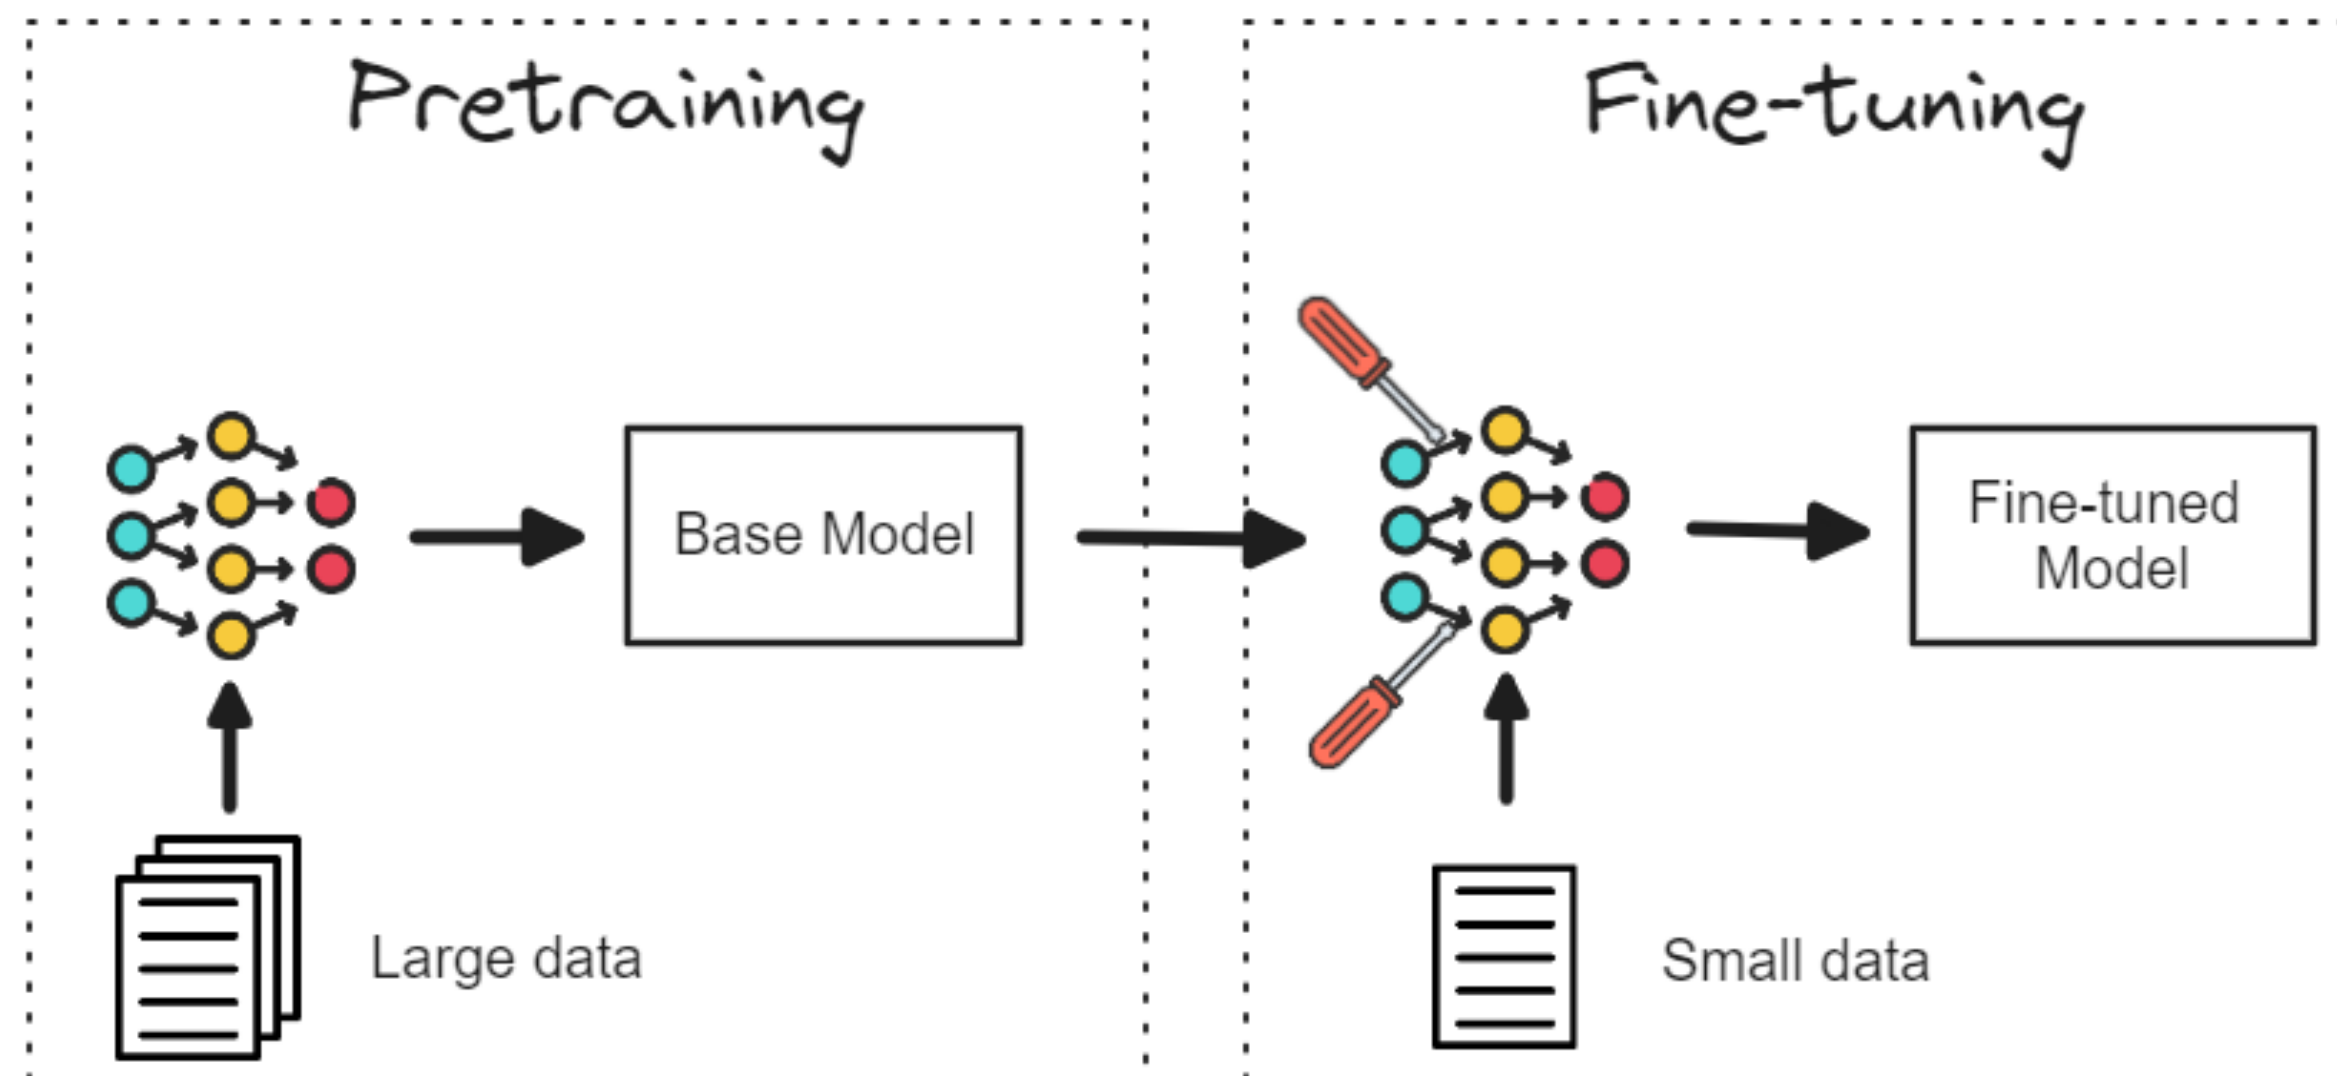 Pretraining
Fine-tuning
Base Model
Fine-tuned
Model
Large data
Small data